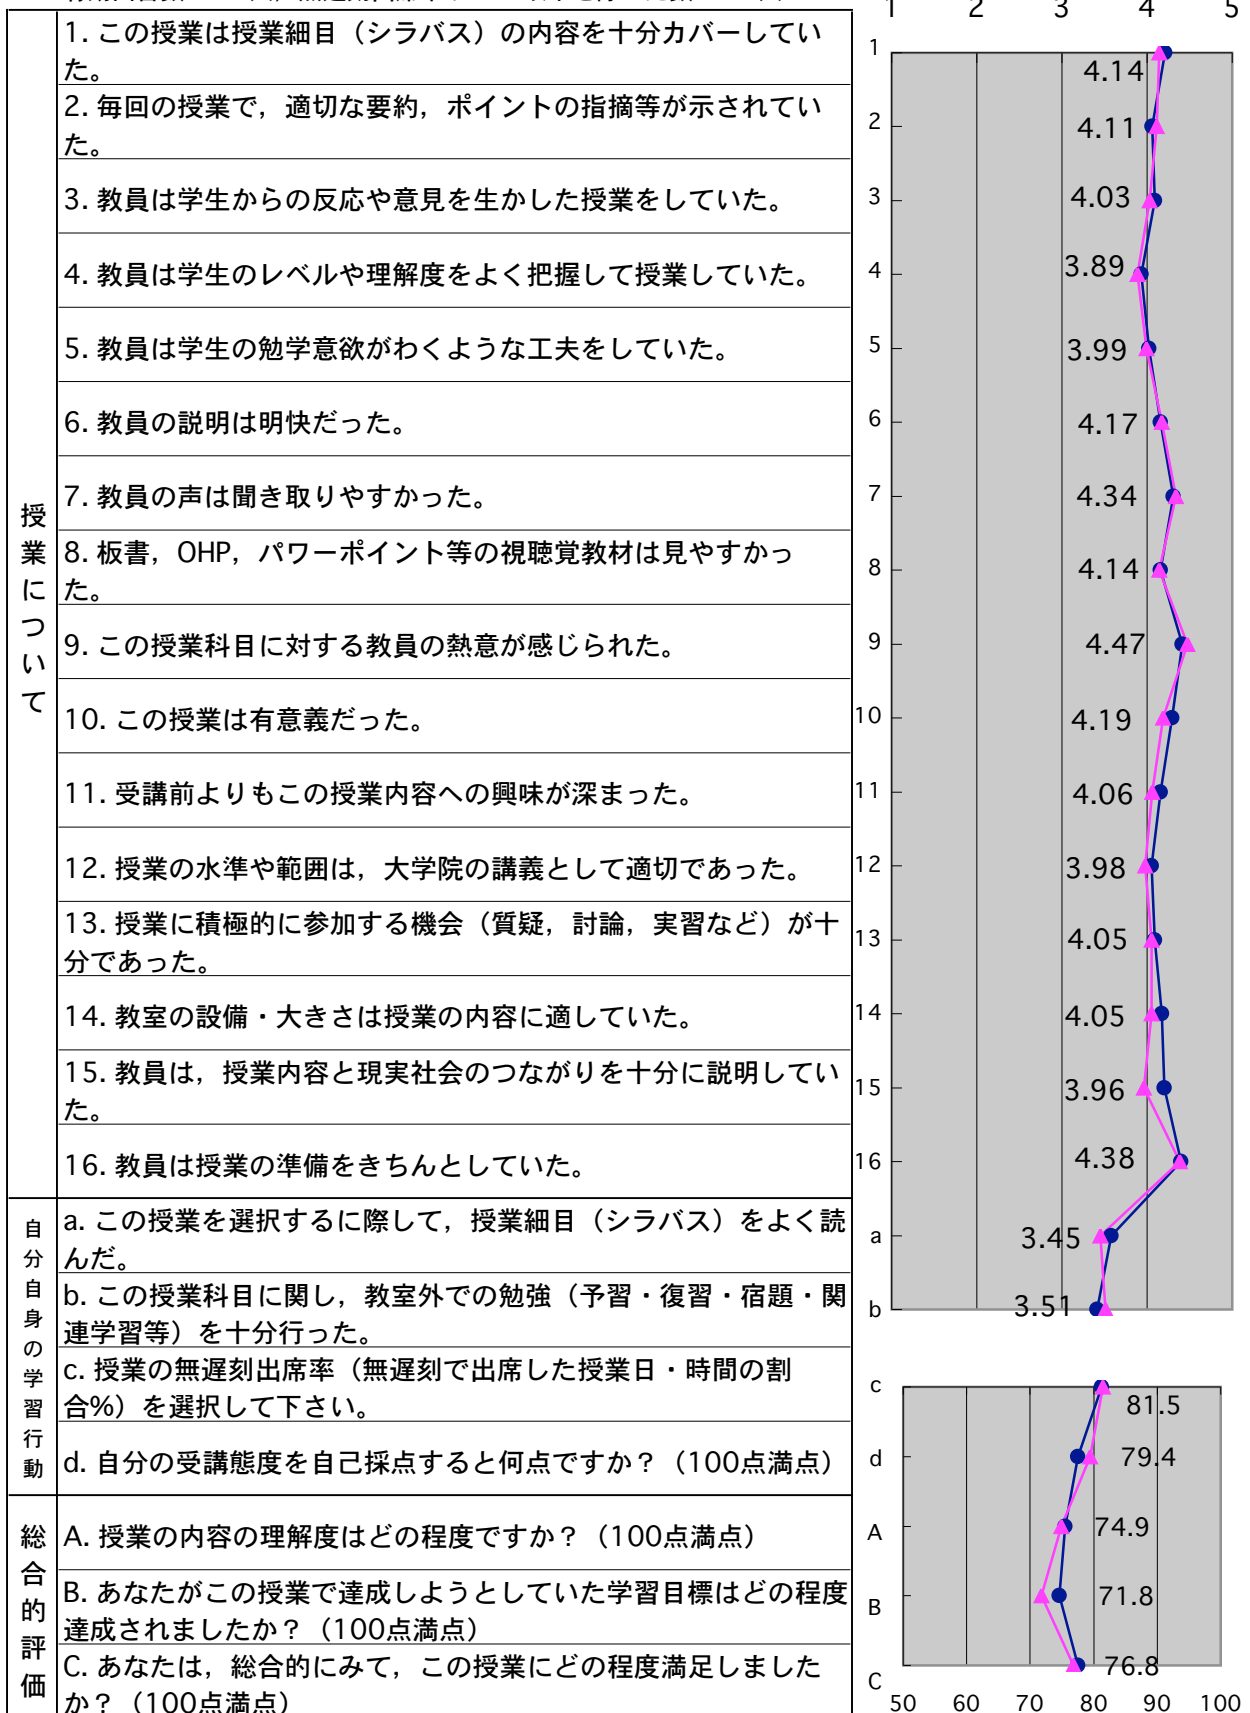 1 2 3 4 5
授業について
1. この授業は授業細目（シラバス）の内容を十分カバーしてい
た。
2. 毎回の授業で，適切な要約，ポイントの指摘等が示されてい
た。
3. 教員は学生からの反応や意見を生かした授業をしていた。
4. 教員は学生のレベルや理解度をよく把握して授業していた。
5. 教員は学生の勉学意欲がわくような工夫をしていた。
6. 教員の説明は明快だった。
7. 教員の声は聞き取りやすかった。
8. 板書，OHP，パワーポイント等の視聴覚教材は見やすかっ
た。
9. この授業科目に対する教員の熱意が感じられた。
10. この授業は有意義だった。
11. 受講前よりもこの授業内容への興味が深まった。
12. 授業の水準や範囲は，大学院の講義として適切であった。
13. 授業に積極的に参加する機会（質疑，討論，実習など）が十
分であった。
14. 教室の設備・大きさは授業の内容に適していた。
15. 教員は，授業内容と現実社会のつながりを十分に説明してい
た。
16. 教員は授業の準備をきちんとしていた。
自分自身の学習行動
a. この授業を選択するに際して，授業細目（シラバス）をよく読
んだ。
b. この授業科目に関し，教室外での勉強（予習・復習・宿題・関
連学習等）を十分行った。
c. 授業の無遅刻出席率（無遅刻で出席した授業日・時間の割
合%）を選択して下さい。
d. 自分の受講態度を自己採点すると何点ですか？（100点満点）
総合的評価
A. 授業の内容の理解度はどの程度ですか？（100点満点）
B. あなたがこの授業で達成しようとしていた学習目標はどの程度
達成されましたか？（100点満点）
C. あなたは，総合的にみて，この授業にどの程度満足しました
か？（100点満点）
1 4.14
2 4.11
3 4.03
4 3.89
5 3.99
6 4.17
7 4.34
8 4.14
9 4.47
10 4.19
11 4.06
12 3.98
13 4.05
14 4.05
15 3.96
16 4.38
a 3.45
b 3.51
c 81.5
d 79.4
A 74.9
B 71.8
C 76.8
50 60 70 80 90 100